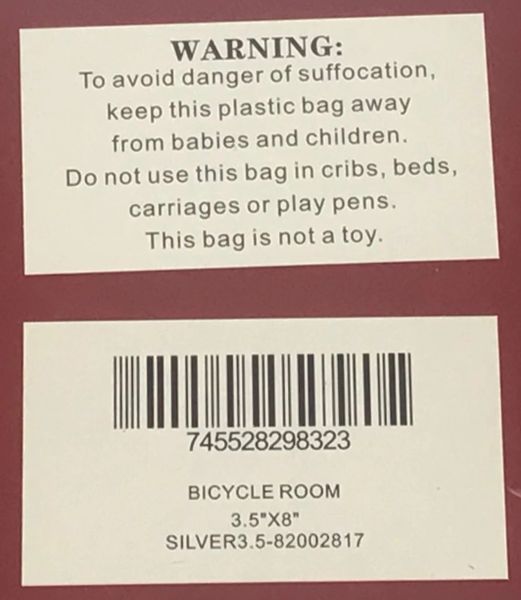 WARNING:
To avoid danger of suffocation,
keep this plastic bag away
from babies and children.
Do not use this bag in cribs, beds,
carriages or play pens.
This bag is not a toy.
745528298323
BICYCLE ROOM
3.5"X8"
SILVER3.5-82002817